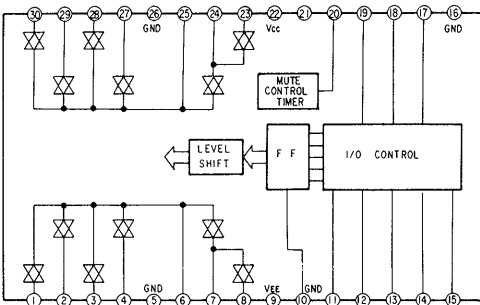 30 29 28 27 26 25 24 23 22 21 20 19 18 17 16
GND Vcc GND
MUTE
CONTROL
TIMER
LEVEL
SHIFT
F F
I/O CONTROL
GND VEE GND
1 2 3 4 5 6 7 8 9 10 11 12 13 14 15